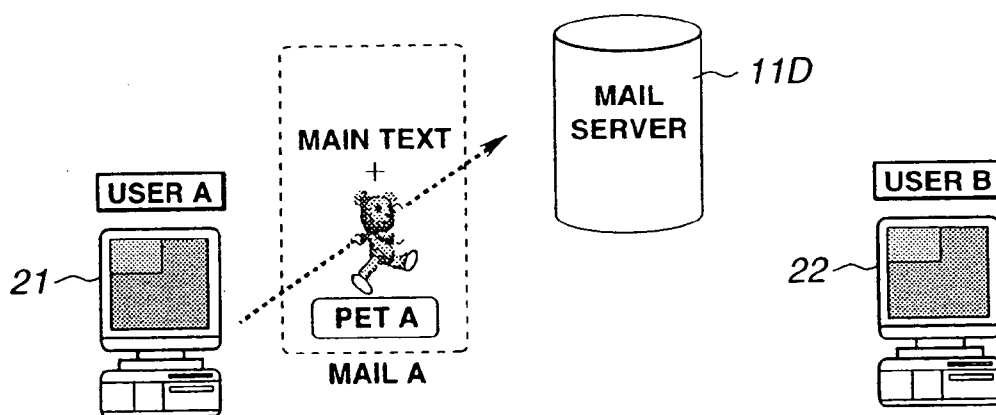 11D
MAIL
SERVER
MAIN TEXT
+
USER A
USER B
21
22
PET A
MAIL A